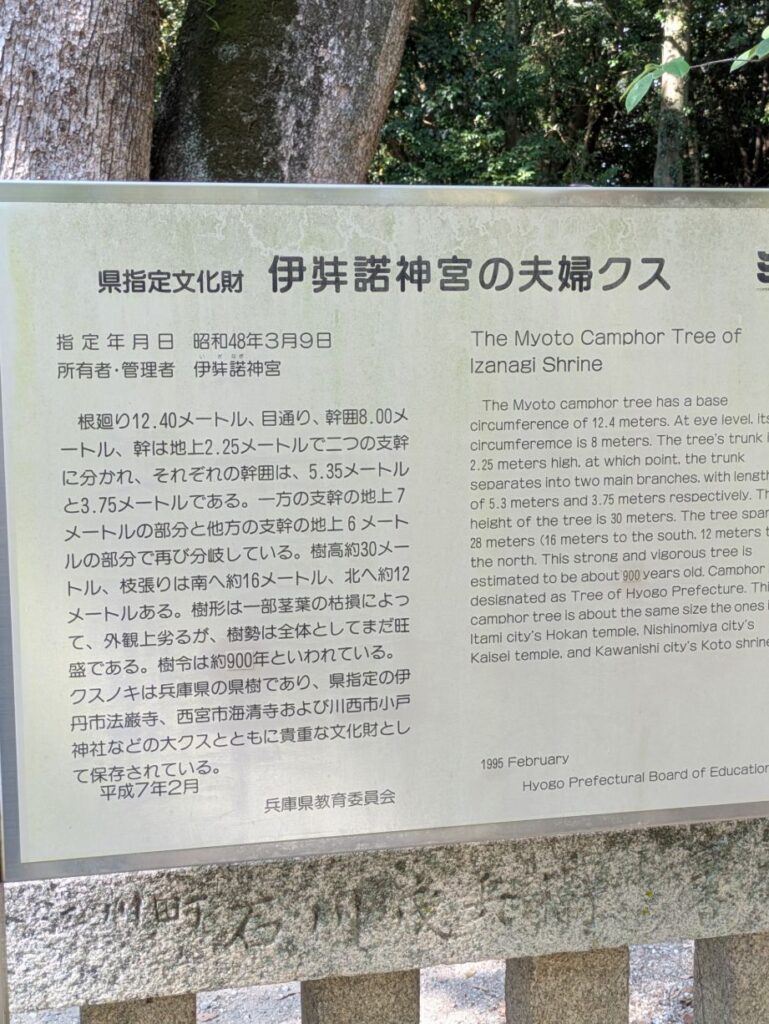 県指定文化財 伊弉諾神宮の夫婦クス
指定年月日 昭和48年3月9日
所有者・管理者 伊弉諾神宮
いざなぎ
根廻り12.40メートル、目通り、幹囲8.00メ
ートル、幹は地上2.25メートルで二つの支幹
に分かれ、それぞれの幹囲は、5.35メートル
と3.75メートルである。一方の支幹の地上7
メートルの部分と他方の支幹の地上6メート
ルの部分で再び分岐している。樹高約30メー
トル、枝張りは南へ約16メートル、北へ約12
メートルある。樹形は一部茎葉の枯損によっ
て、外観上劣るが、樹勢は全体としてまだ旺
盛である。樹令は約900年といわれている。
クスノキは兵庫県の県樹であり、県指定の伊
丹市法巌寺、西宮市海清寺および川西市小戸
神社などの大クスとともに貴重な文化財とし
て保存されている。
平成7年2月
兵庫県教育委員会
The Myoto Camphor Tree of
Izanagi Shrine
The Myoto camphor tree has a base
circumference of 12.4 meters. At eye level, its
circumferemce is 8 meters. The tree's trunk
2.25 meters high, at which point, the trunk
separates into two main branches, with length
of 5.3 meters and 3.75 meters respectively. Th
height of the tree is 30 meters. The tree span
28 meters (16 meters to the south, 12 meters t
the north. This strong and vigorous tree is
estimated to be about 900 years old. Camphor
designated as Tree of Hyogo Prefecture. Thi
camphor tree is about the same size the ones
Itami city's Hokan temple, Nishinomiya city's
Kaisei temple, and Kawanishi city's Koto shrine
1995 February
Hyogo Prefectural Board of Education
川町 石川茂兵衛